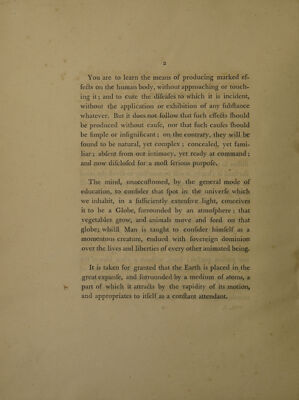 2
You are to learn the means of producing marked ef-
fects on the human body, without approaching or touch-
ing it; and to cure the diſeaſes to which it is incident,
without the application or exhibition of any ſubſtance
whatever. But it does not follow that ſuch effects ſhould
be produced without cauſe, nor that ſuch cauſes ſhould
be ſimple or inſignificant; on the contrary, they will be
found to be natural, yet complex; concealed, yet fami-
liar; abſent from our intimacy, yet ready at command;
and now diſcloſed for a moſt ſerious purpoſe.
The mind, unaccuſtomed, by the general mode of
education, to conſider that ſpot in the univerſe which
we inhabit, in a ſufficiently extenſive light, conceives
it to be a Globe, ſurrounded by an atmoſphere: that
vegetables grow, and animals move and feed on that
globe; whilſt Man is taught to conſider himſelf as a
momentous creature, endued with ſovereign dominion
over the lives and liberties of every other animated being.
It is taken for granted that the Earth is placed in the
great expanſe, and ſurrounded by a medium of atoms, a
part of which it attracts by the rapidity of its motion,
and appropriates to itſelf as a conſtant attendant.